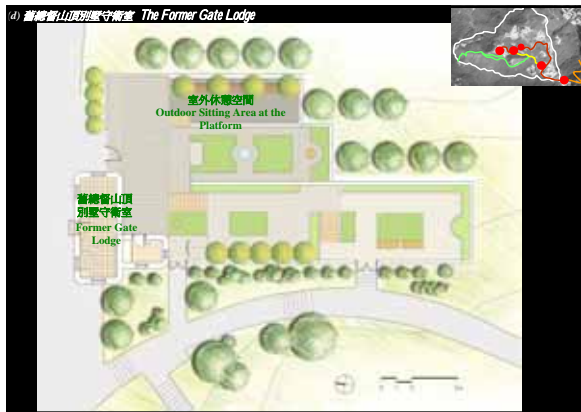 (d) 舊總督山頂別墅守衛室 The Former Gate Lodge
室外休憩空間
Outdoor Sitting Area at the
Platform
舊總督山頂
別墅守衛室
Former Gate
Lodge